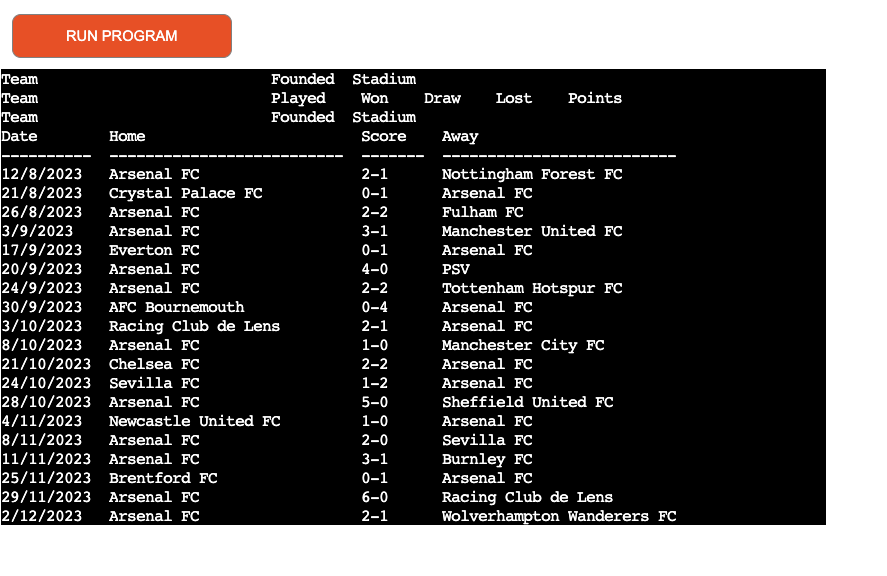 RUN PROGRAM
Team                          Founded  Stadium
Team                          Played    Won    Draw    Lost    Points
Team                          Founded  Stadium
Date        Home                        Score    Away
----------  --------------------------  -------  --------------------------
12/8/2023   Arsenal FC                  2-1      Nottingham Forest FC
21/8/2023   Crystal Palace FC           0-1      Arsenal FC
26/8/2023   Arsenal FC                  2-2      Fulham FC
3/9/2023    Arsenal FC                  3-1      Manchester United FC
17/9/2023   Everton FC                  0-1      Arsenal FC
20/9/2023   Arsenal FC                  4-0      PSV
24/9/2023   Arsenal FC                  2-2      Tottenham Hotspur FC
30/9/2023   AFC Bournemouth             0-4      Arsenal FC
3/10/2023   Racing Club de Lens         2-1      Arsenal FC
8/10/2023   Arsenal FC                  1-0      Manchester City FC
21/10/2023  Chelsea FC                  2-2      Arsenal FC
24/10/2023  Sevilla FC                  1-2      Arsenal FC
28/10/2023  Arsenal FC                  5-0      Sheffield United FC
4/11/2023   Newcastle United FC         1-0      Arsenal FC
8/11/2023   Arsenal FC                  2-0      Sevilla FC
11/11/2023  Arsenal FC                  3-1      Burnley FC
25/11/2023  Brentford FC                0-1      Arsenal FC
29/11/2023  Arsenal FC                  6-0      Racing Club de Lens
2/12/2023   Arsenal FC                  2-1      Wolverhampton Wanderers FC